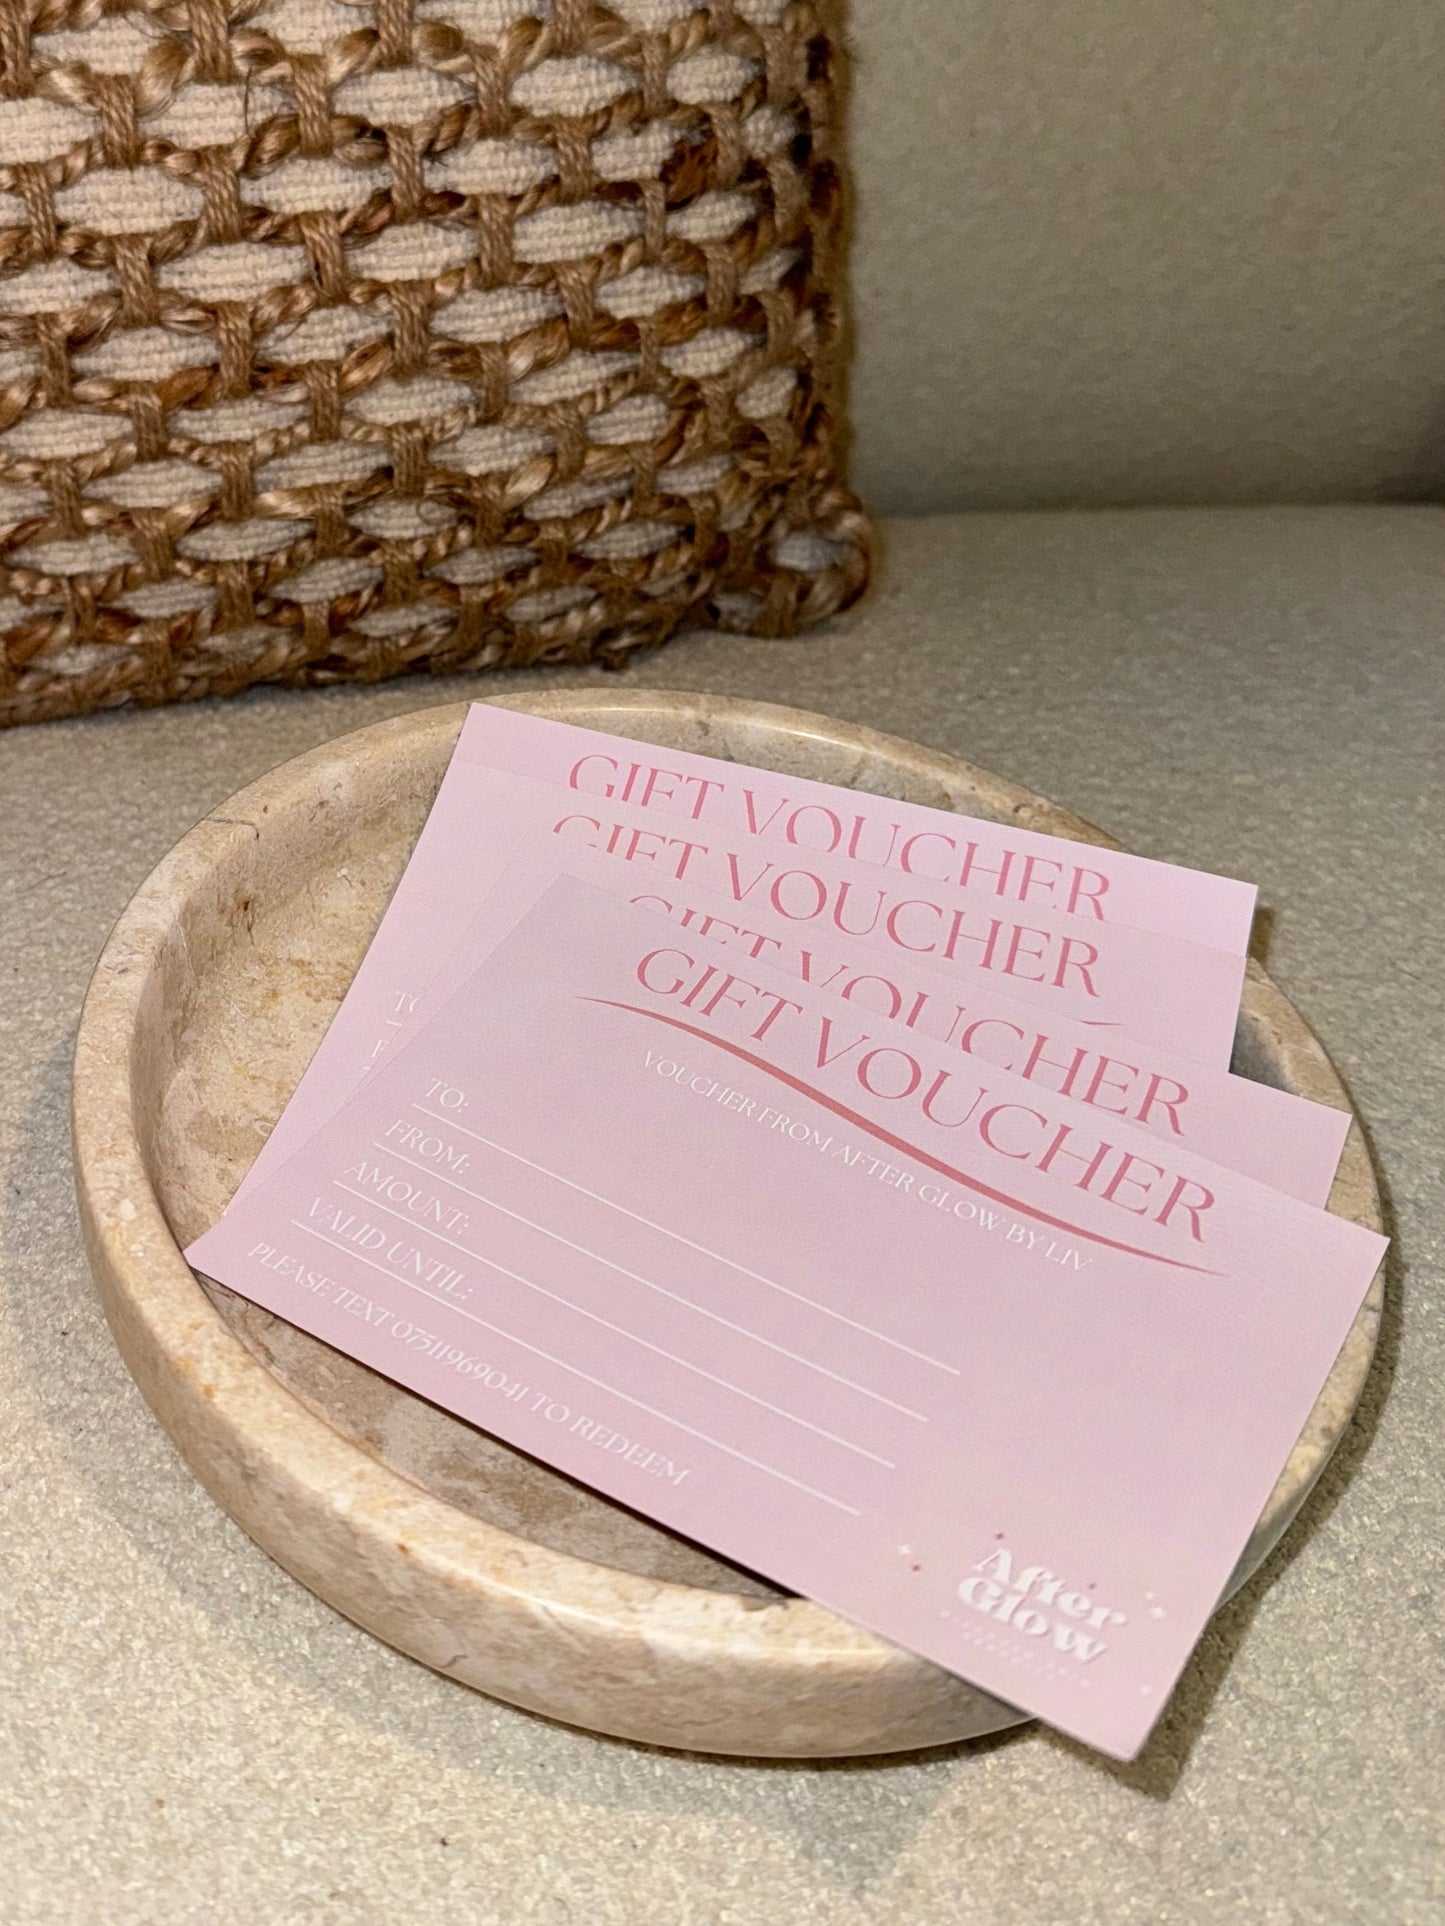 GIFT VOUCHER
GIFT VOUCHER
GIFT VOUCHER
GIFT VOUCHER
VOUCHER FROM AFTER GLOW BY LIV
TO:
FROM:
AMOUNT:
VALID UNTIL:
PLEASE TEXT 07511969041 TO REDEEM
After
Glow